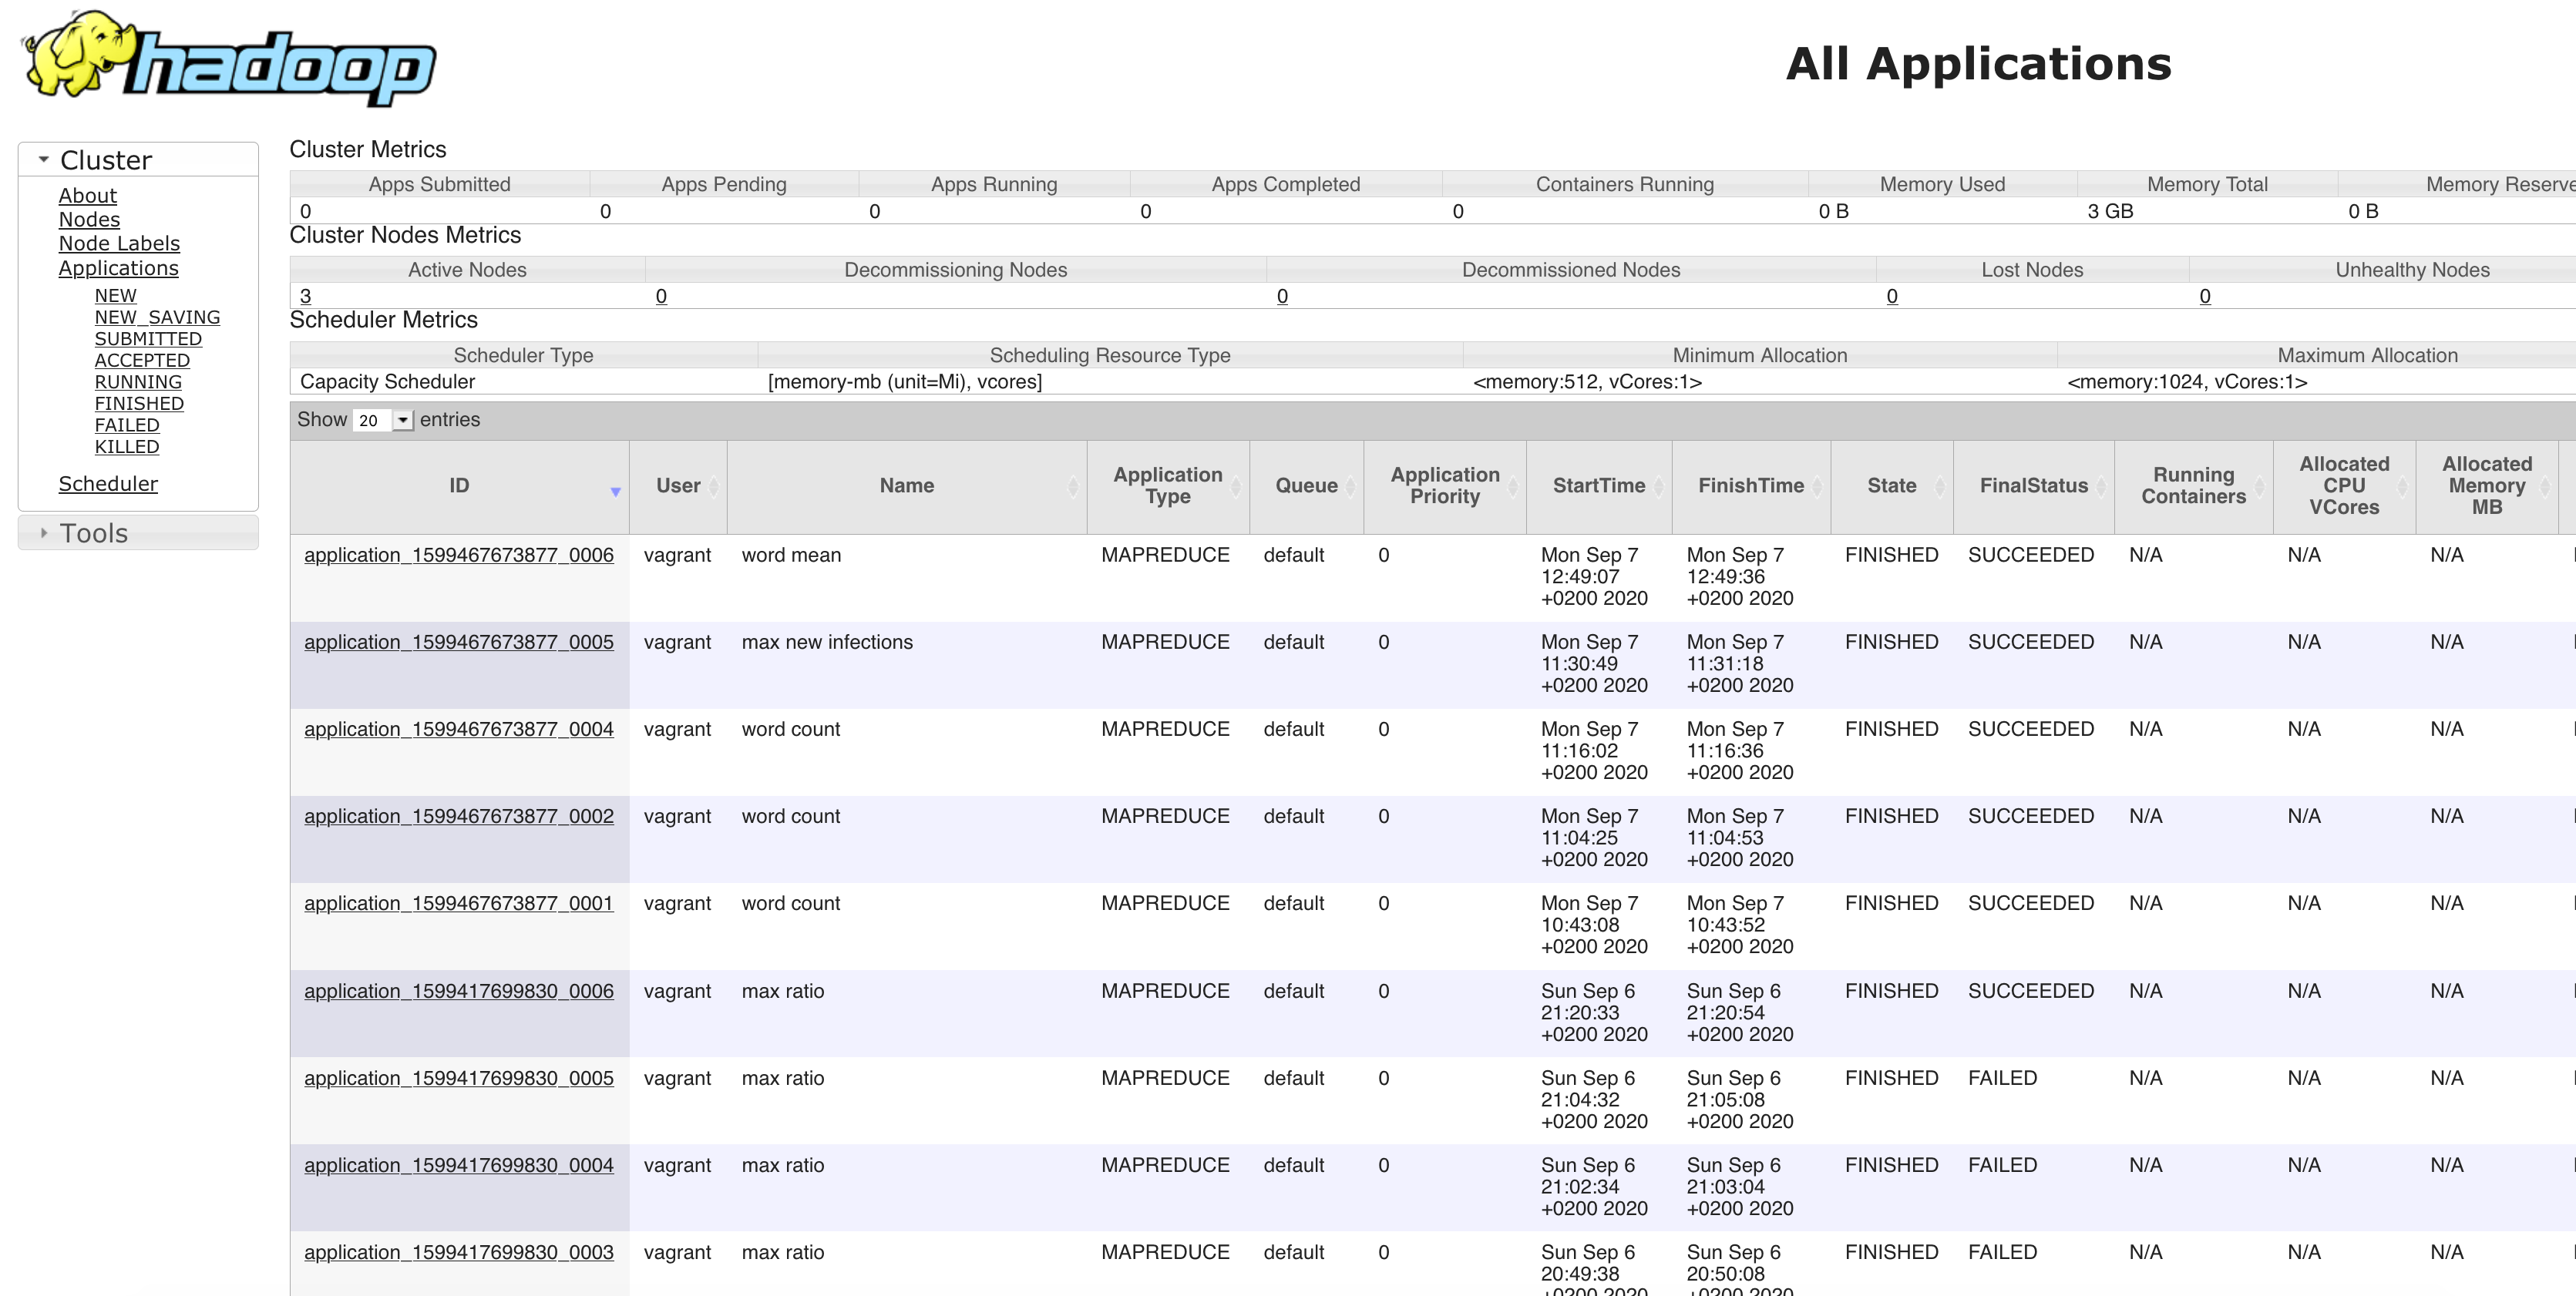 hadoop
All Applications
Cluster
About
Nodes
Node Labels
Applications
NEW
NEW_SAVING
SUBMITTED
ACCEPTED
RUNNING
FINISHED
FAILED
KILLED
Scheduler
Tools
Cluster Metrics
Apps Submitted Apps Pending Apps Running Apps Completed Containers Running Memory Used Memory Total Memory Reserve
0 0 0 0 0 0 B 3 GB 0 B
Cluster Nodes Metrics
Active Nodes Decommissioning Nodes Decommissioned Nodes Lost Nodes Unhealthy Nodes
3 0 0 0 0
Scheduler Metrics
Scheduler Type Scheduling Resource Type Minimum Allocation Maximum Allocation
Capacity Scheduler [memory-mb (unit=Mi), vcores] <memory:512, vCores:1> <memory:1024, vCores:1>
Show 20 entries
ID User Name Application Type Queue Application Priority StartTime FinishTime State FinalStatus Running Containers Allocated CPU VCores Allocated Memory MB
application_1599467673877_0006 vagrant word mean MAPREDUCE default 0 Mon Sep 7 12:49:07 +0200 2020 Mon Sep 7 12:49:36 +0200 2020 FINISHED SUCCEEDED N/A N/A N/A
application_1599467673877_0005 vagrant max new infections MAPREDUCE default 0 Mon Sep 7 11:30:49 +0200 2020 Mon Sep 7 11:31:18 +0200 2020 FINISHED SUCCEEDED N/A N/A N/A
application_1599467673877_0004 vagrant word count MAPREDUCE default 0 Mon Sep 7 11:16:02 +0200 2020 Mon Sep 7 11:16:36 +0200 2020 FINISHED SUCCEEDED N/A N/A N/A
application_1599467673877_0002 vagrant word count MAPREDUCE default 0 Mon Sep 7 11:04:25 +0200 2020 Mon Sep 7 11:04:53 +0200 2020 FINISHED SUCCEEDED N/A N/A N/A
application_1599467673877_0001 vagrant word count MAPREDUCE default 0 Mon Sep 7 10:43:08 +0200 2020 Mon Sep 7 10:43:52 +0200 2020 FINISHED SUCCEEDED N/A N/A N/A
application_1599417699830_0006 vagrant max ratio MAPREDUCE default 0 Sun Sep 6 21:20:33 +0200 2020 Sun Sep 6 21:20:54 +0200 2020 FINISHED SUCCEEDED N/A N/A N/A
application_1599417699830_0005 vagrant max ratio MAPREDUCE default 0 Sun Sep 6 21:04:32 +0200 2020 Sun Sep 6 21:05:08 +0200 2020 FINISHED FAILED N/A N/A N/A
application_1599417699830_0004 vagrant max ratio MAPREDUCE default 0 Sun Sep 6 21:02:34 +0200 2020 Sun Sep 6 21:03:04 +0200 2020 FINISHED FAILED N/A N/A N/A
application_1599417699830_0003 vagrant max ratio MAPREDUCE default 0 Sun Sep 6 20:49:38 +0200 2020 Sun Sep 6 20:50:08 +0200 2020 FINISHED FAILED N/A N/A N/A